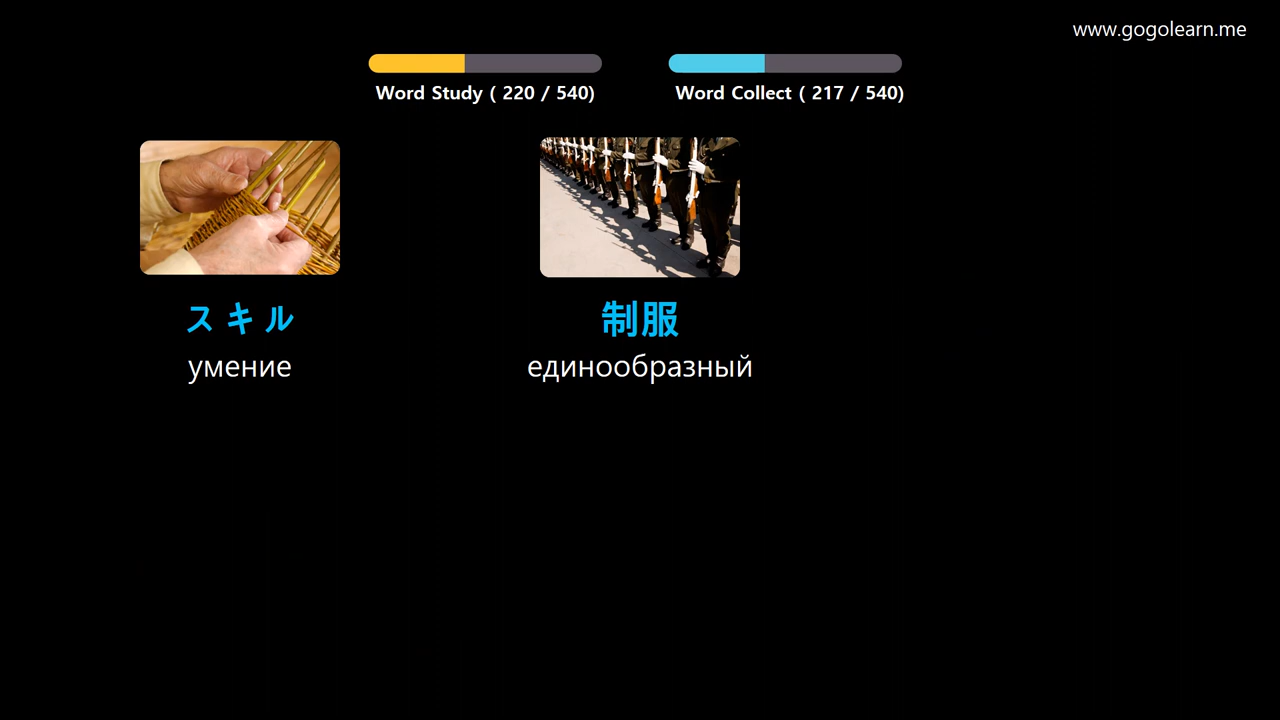 www.gogolearn.me
Word Study ( 220 / 540)
Word Collect ( 217 / 540)
スキル
умение
制服
единообразный